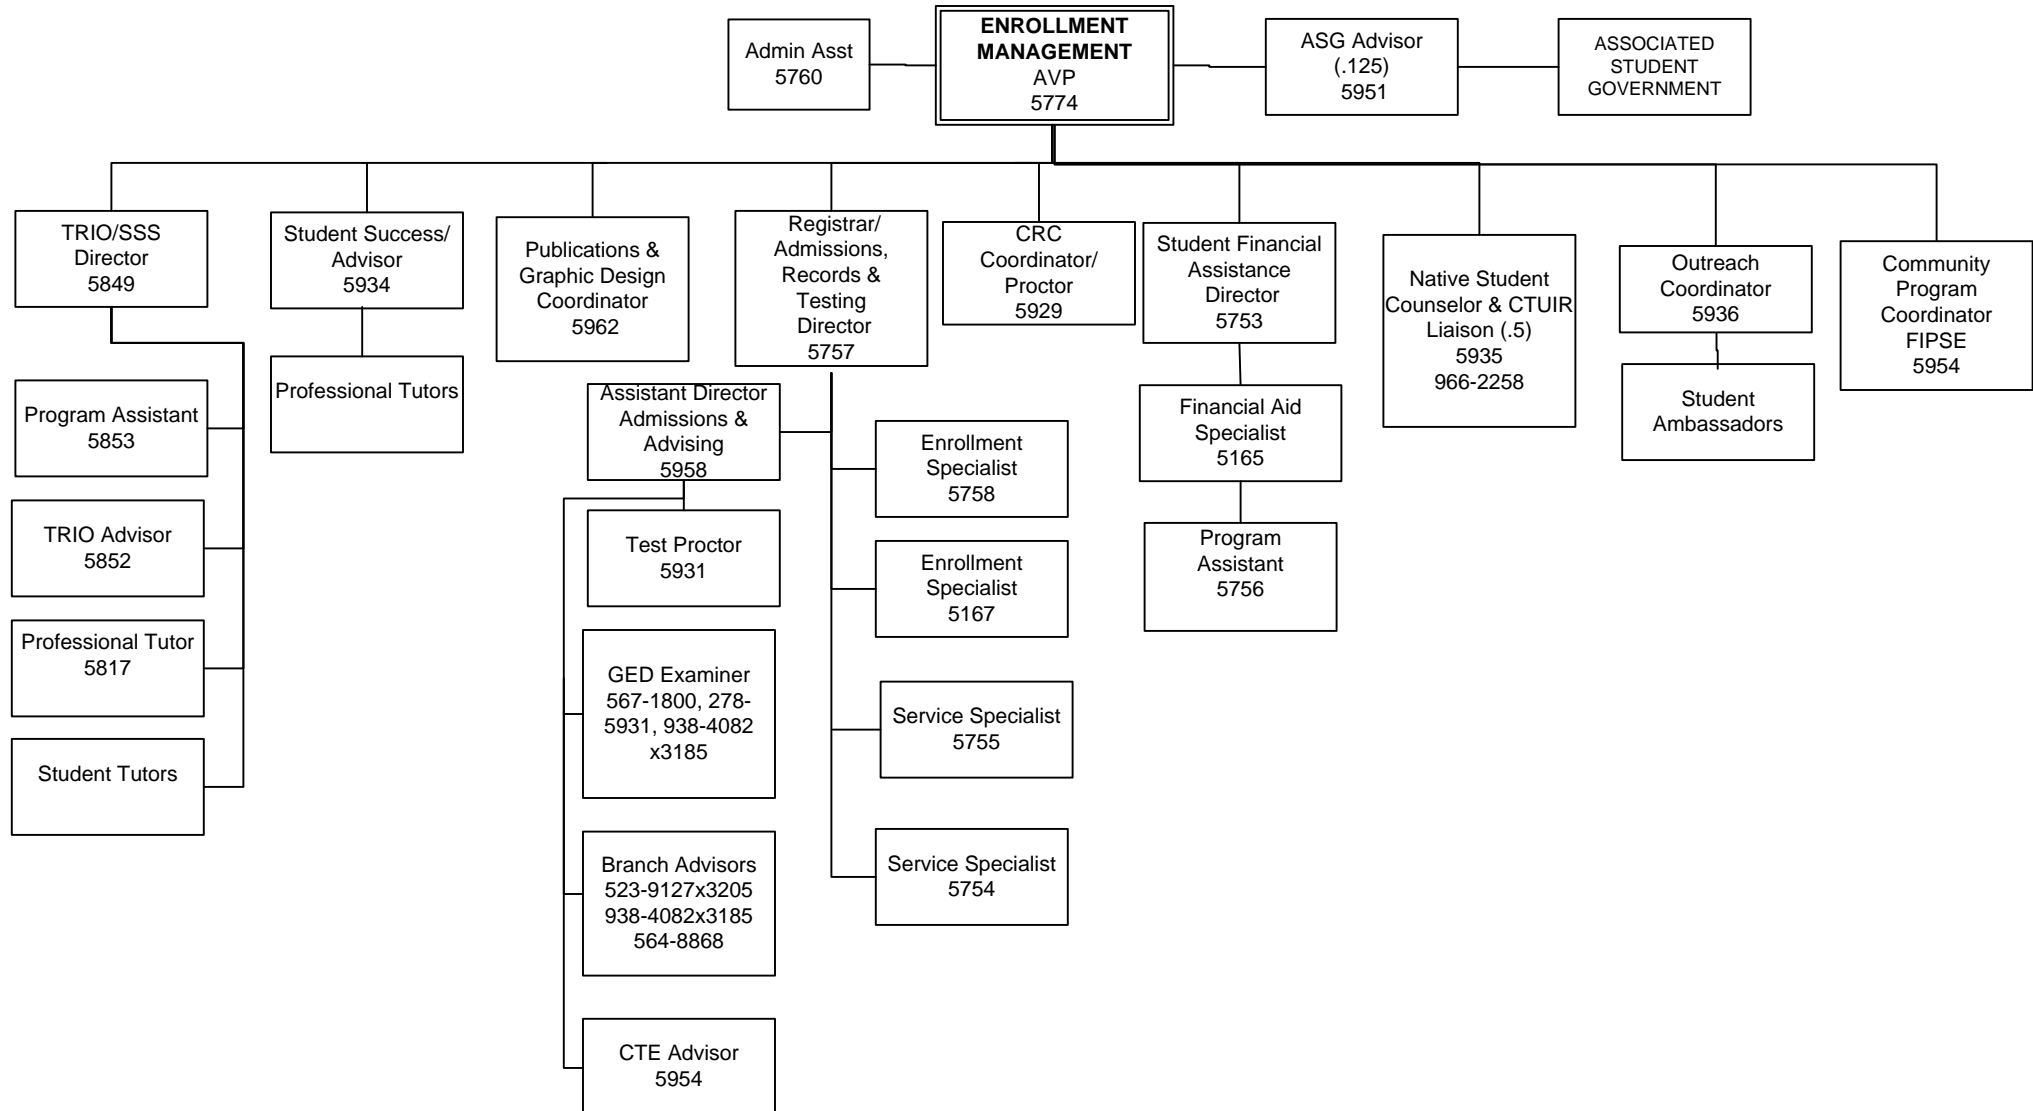 Admin Asst
5760
ENROLLMENT
MANAGEMENT
AVP
5774
ASG Advisor
(.125)
5951
ASSOCIATED
STUDENT
GOVERNMENT
TRIO/SSS
Director
5849
Student Success/
Advisor
5934
Publications &
Graphic Design
Coordinator
5962
Registrar/
Admissions,
Records &
Testing
Director
5757
CRC
Coordinator/
Proctor
5929
Student Financial
Assistance
Director
5753
Native Student
Counselor & CTUIR
Liaison (.5)
5935
966-2258
Outreach
Coordinator
5936
Community
Program
Coordinator
FIPSE
5954
Program Assistant
5853
TRIO Advisor
5852
Professional Tutor
5817
Student Tutors
Professional Tutors
Assistant Director
Admissions &
Advising
5958
Test Proctor
5931
GED Examiner
567-1800, 278-
5931, 938-4082
x3185
Branch Advisors
523-9127x3205
938-4082x3185
564-8868
CTE Advisor
5954
Enrollment
Specialist
5758
Enrollment
Specialist
5167
Service Specialist
5755
Service Specialist
5754
Financial Aid
Specialist
5165
Program
Assistant
5756
Student
Ambassadors